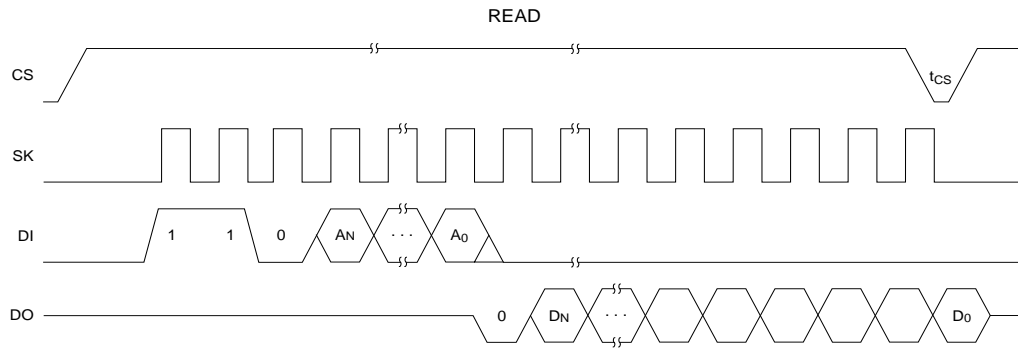 READ
CS
tCS
SK
DI 1 1 0 AN · · · A0
DO 0 DN · · · D0